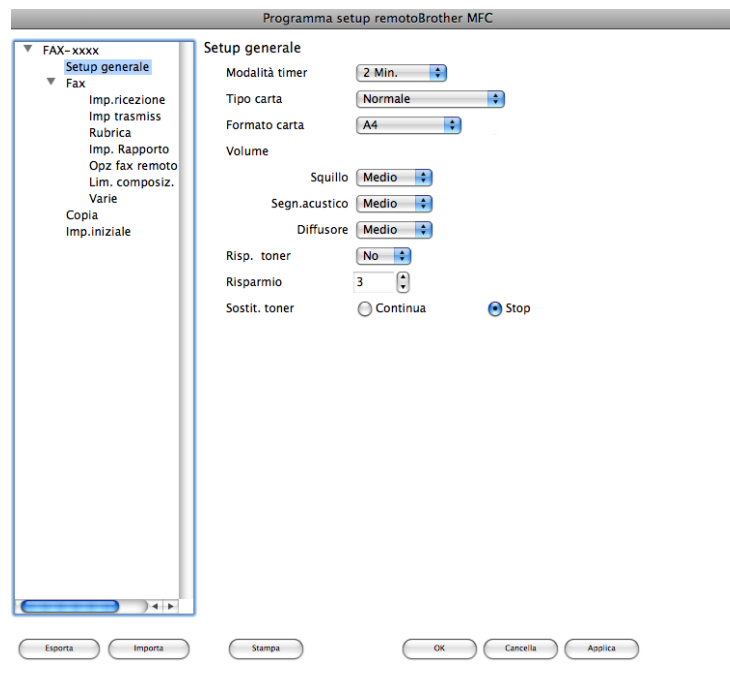 Programma setup remotoBrother MFC
FAX-xxxx
Setup generale
Fax
Imp.ricezione
Imp trasmiss
Rubrica
Imp. Rapporto
Opz fax remoto
Lim. composiz.
Varie
Copia
Imp.iniziale
Setup generale
Modalità timer 2 Min.
Tipo carta Normale
Formato carta A4
Volume
Squillo Medio
Segn.acustico Medio
Diffusore Medio
Risp. toner No
Risparmio 3
Sostit. toner Continua Stop
Esporta Importa Stampa OK Cancella Applica